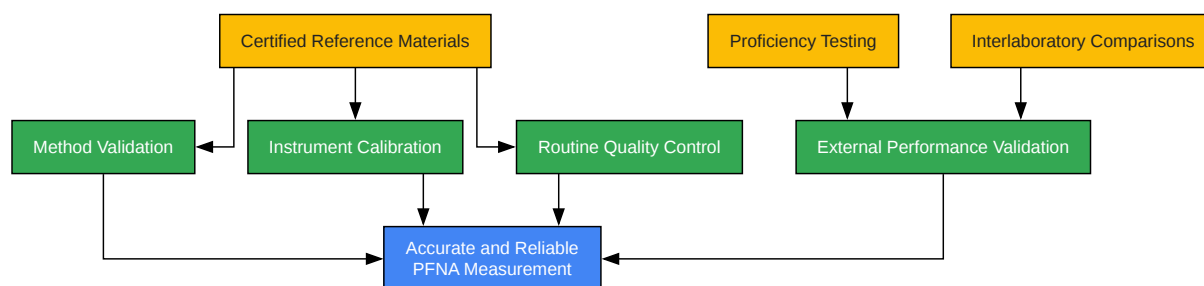 Certified Reference Materials
Proficiency Testing
Interlaboratory Comparisons
Method Validation
Instrument Calibration
Routine Quality Control
External Performance Validation
Accurate and Reliable
PFNA Measurement